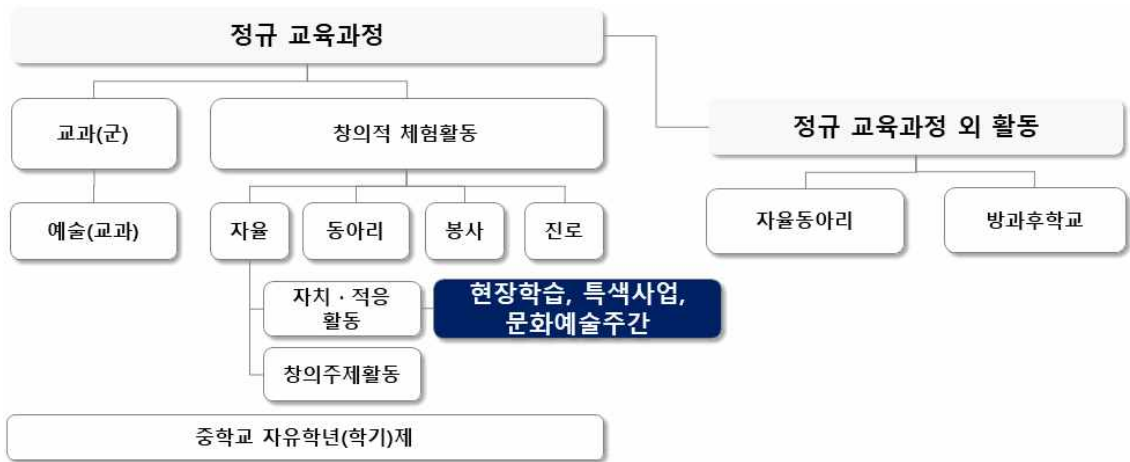 정규 교육과정
교과(군)
창의적 체험활동
정규 교육과정 외 활동
예술(교과)
자율
동아리
봉사
진로
자율동아리
방과후학교
자치·적응
활동
현장학습, 특색사업,
문화예술주간
창의주제활동
중학교 자유학년(학기)제